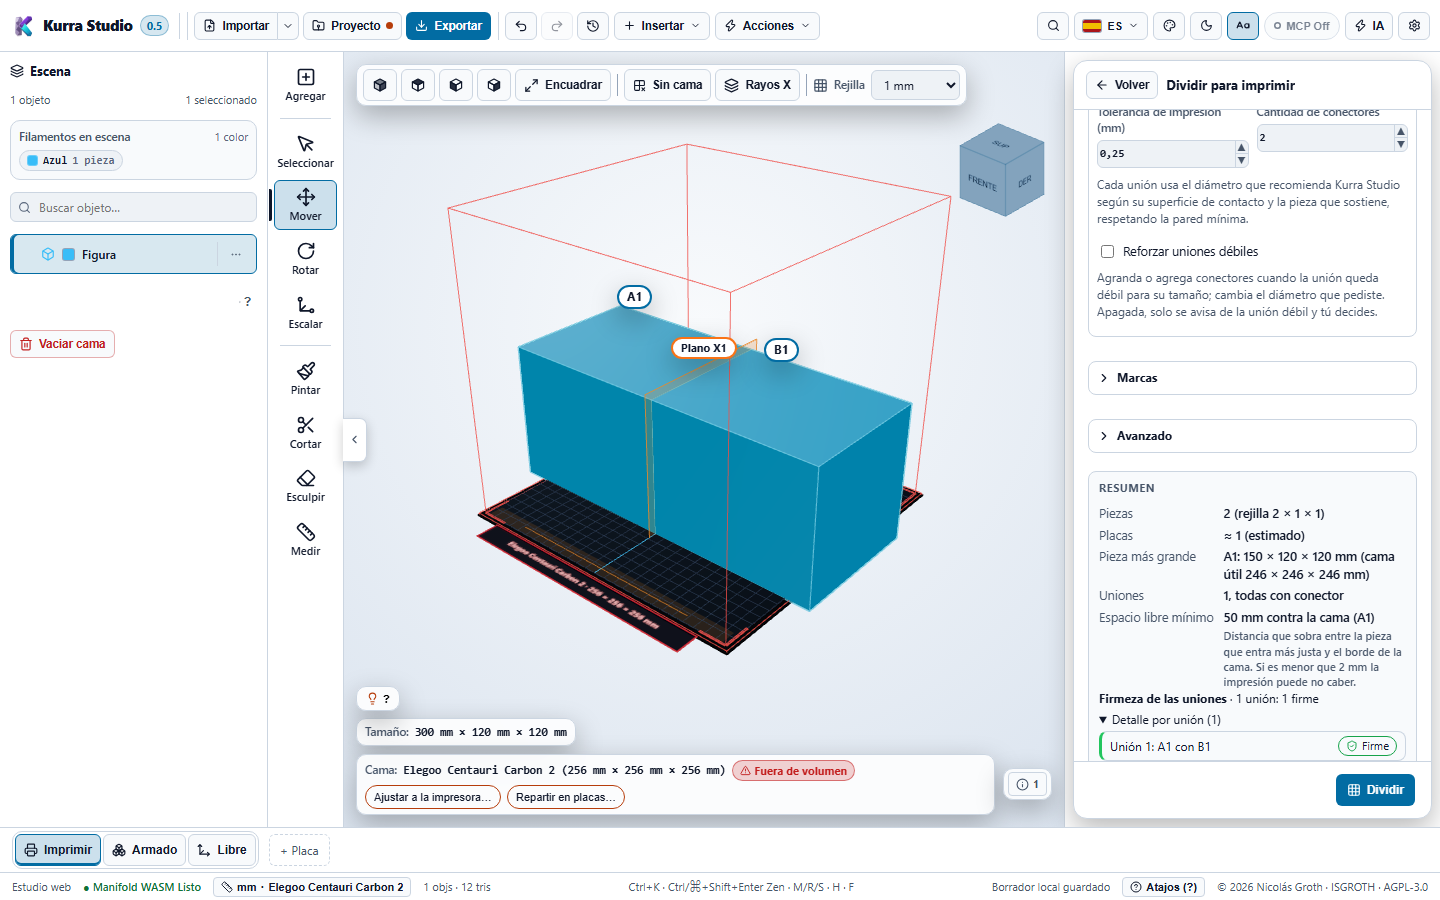 Kurra Studio 0.5
Importar
Proyecto
Exportar
Insertar
Acciones
ES
Aa
MCP Off
IA
Escena
1 objeto
1 seleccionado
Filamentos en escena
1 color
Azul 1 pieza
Buscar objeto...
Figura
?
Vaciar cama
Agregar
Seleccionar
Mover
Rotar
Escalar
Pintar
Cortar
Esculpir
Medir
Encuadrar
Sin cama
Rayos X
Rejilla
1 mm
SUP
FRENTE
DER
A1
Plano X1
B1
Elegoo Centauri Carbon 2 · 256 × 256 × 256 mm
?
Tamaño: 300 mm × 120 mm × 120 mm
Cama: Elegoo Centauri Carbon 2 (256 mm × 256 mm × 256 mm)
Fuera de volumen
Ajustar a la impresora...
Repartir en placas...
1
Volver
Dividir para imprimir
Tolerancia de impresión (mm)
Cantidad de conectores
0,25
2
Cada unión usa el diámetro que recomienda Kurra Studio
según su superficie de contacto y la pieza que sostiene,
respetando la pared mínima.
Reforzar uniones débiles
Agranda o agrega conectores cuando la unión queda
débil para su tamaño; cambia el diámetro que pediste.
Apagada, solo se avisa de la unión débil y tú decides.
Marcas
Avanzado
RESUMEN
Piezas 2 (rejilla 2 × 1 × 1)
Placas ≈ 1 (estimado)
Pieza más grande A1: 150 × 120 × 120 mm (cama
útil 246 × 246 × 246 mm)
Uniones 1, todas con conector
Espacio libre mínimo 50 mm contra la cama (A1)
Distancia que sobra entre la pieza
que entra más justa y el borde de la
cama. Si es menor que 2 mm la
impresión puede no caber.
Firmeza de las uniones · 1 unión: 1 firme
Detalle por unión (1)
Unión 1: A1 con B1
Firme
Dividir
Imprimir
Armado
Libre
+ Placa
Estudio web
Manifold WASM Listo
mm · Elegoo Centauri Carbon 2
1 objs · 12 tris
Ctrl+K · Ctrl/⌘+Shift+Enter Zen · M/R/S · H · F
Borrador local guardado
Atajos (?)
© 2026 Nicolás Groth · ISGROTH · AGPL-3.0